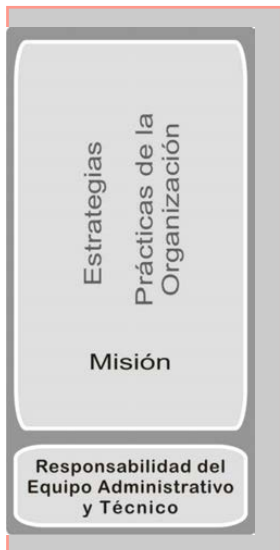 Estrategias
Prácticas de la
Organización
Misión
Responsabilidad del
Equipo Administrativo
y Técnico